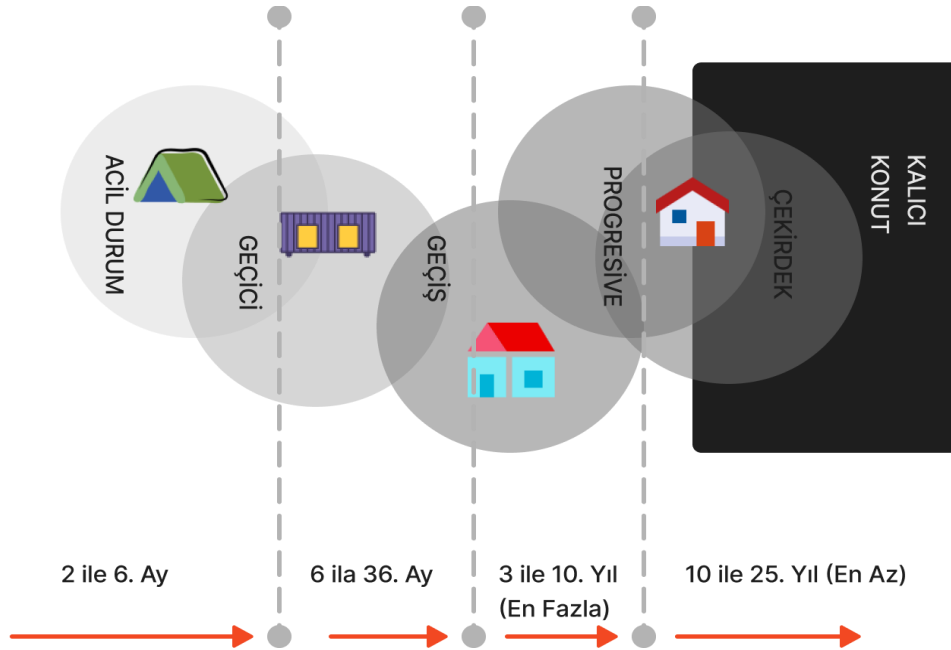 ACİL DURUM
GEÇİCİ
GEÇİŞ
PROGRESİVE
ÇEKİRDEK
KALICI
KONUT
2 ile 6. Ay
6 ila 36. Ay
3 ile 10. Yıl
(En Fazla)
10 ile 25. Yıl (En Az)